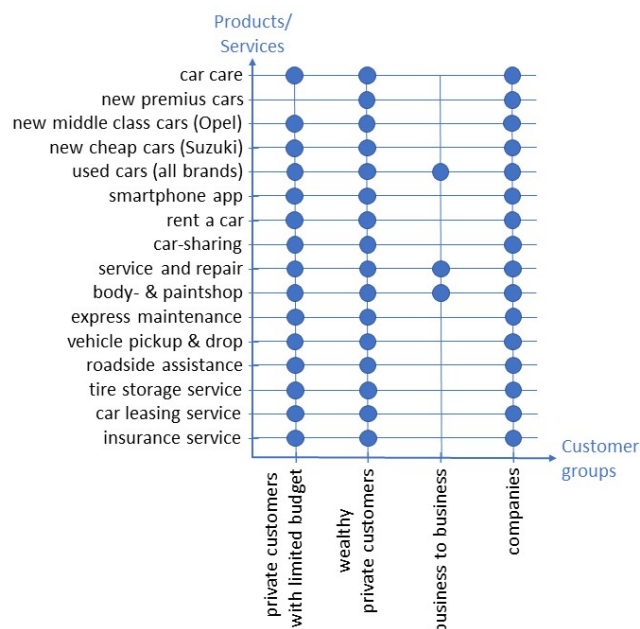 Products/
Services
car care
new premius cars
new middle class cars (Opel)
new cheap cars (Suzuki)
used cars (all brands)
smartphone app
rent a car
car-sharing
service and repair
body- & paintshop
express maintenance
vehicle pickup & drop
roadside assistance
tire storage service
car leasing service
insurance service
Customer
groups
private customers
with limited budget
wealthy
private customers
business to business
companies